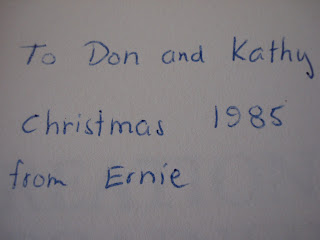 To Don and Kathy
Christmas 1985
from Ernie